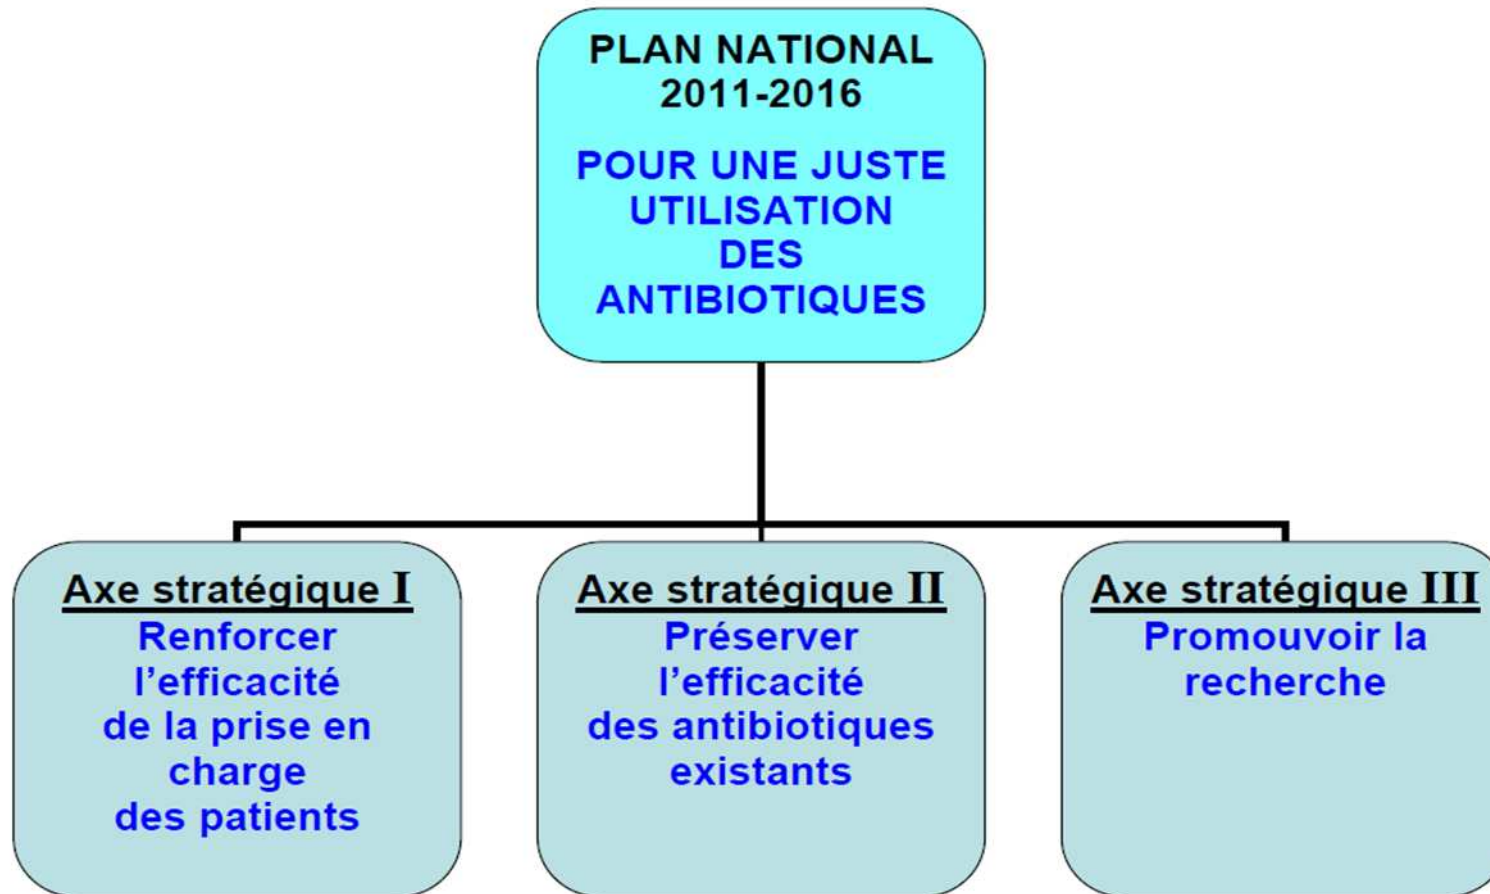 PLAN NATIONAL
2011-2016
POUR UNE JUSTE
UTILISATION
DES
ANTIBIOTIQUES
Axe stratégique I
Renforcer
l’efficacité
de la prise en
charge
des patients
Axe stratégique II
Préserver
l’efficacité
des antibiotiques
existants
Axe stratégique III
Promouvoir la
recherche